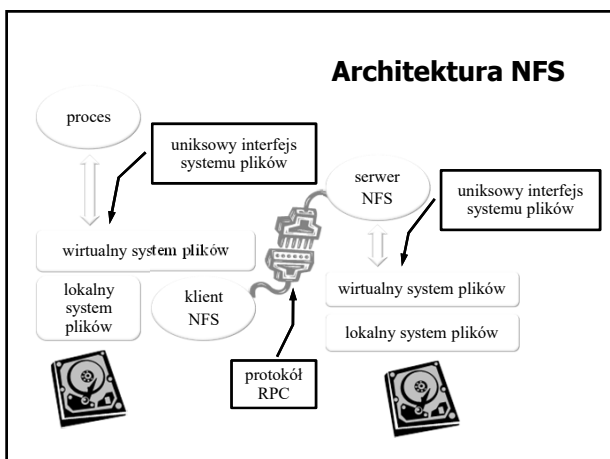 Architektura NFS
proces
uniksowy interfejs
systemu plików
serwer
NFS
uniksowy interfejs
systemu plików
wirtualny system plików
lokalny
system
plików
klient
NFS
wirtualny system plików
lokalny system plików
protokół
RPC